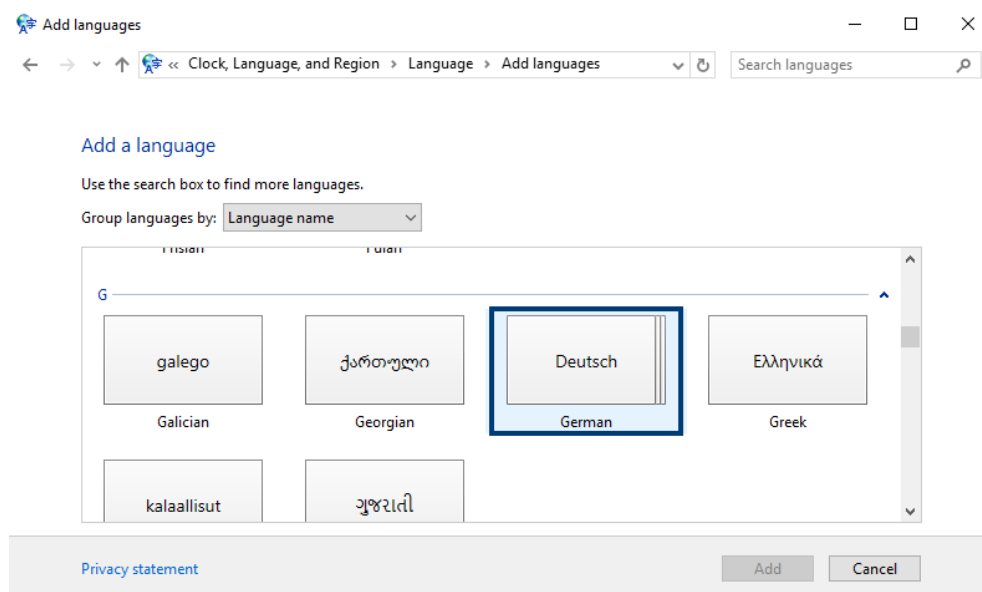 Add languages
« Clock, Language, and Region › Language › Add languages
Search languages
Add a language
Use the search box to find more languages.
Group languages by: Language name
Frisian Fulah
G
galego ქართული Deutsch Ελληνικά
Galician Georgian German Greek
kalaallisut ગુજરાતી
Privacy statement
Add Cancel